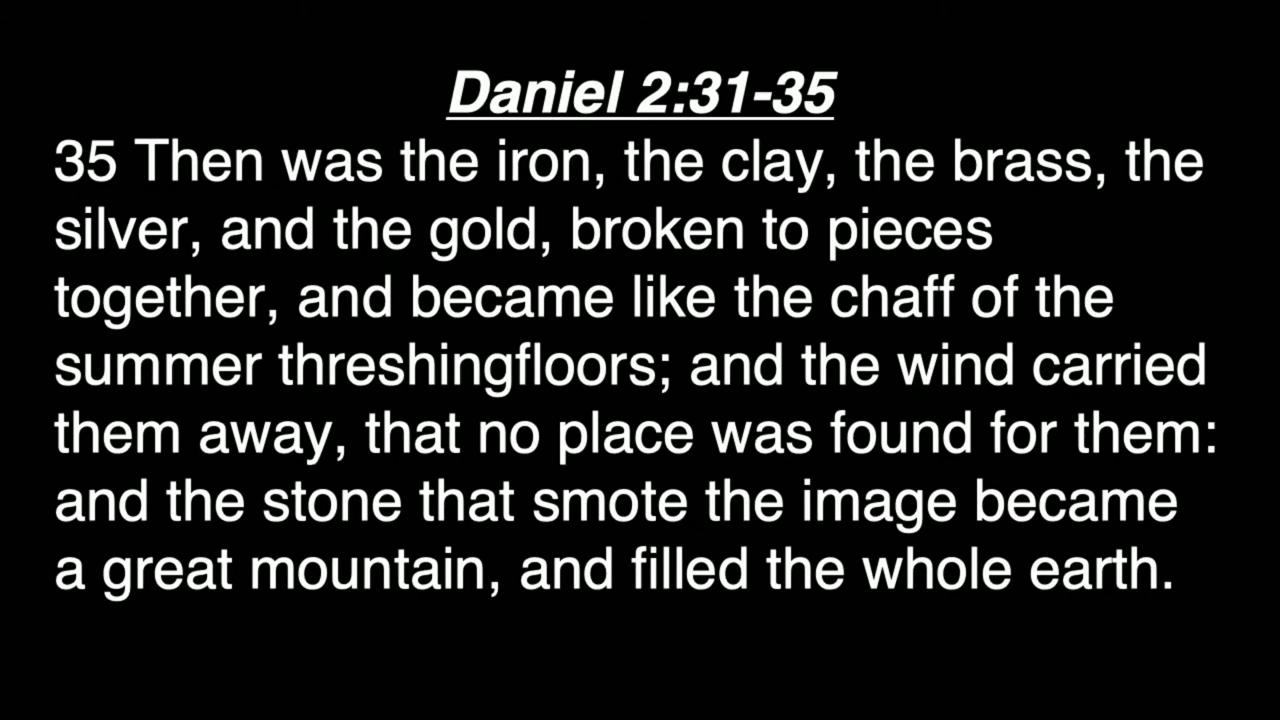 Daniel 2:31-35
35 Then was the iron, the clay, the brass, the
silver, and the gold, broken to pieces
together, and became like the chaff of the
summer threshingfloors; and the wind carried
them away, that no place was found for them:
and the stone that smote the image became
a great mountain, and filled the whole earth.